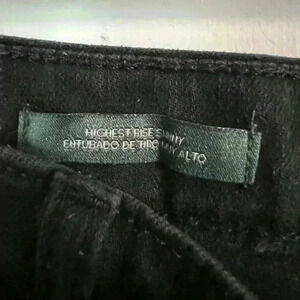 HIGHEST RISE SKINNY
ENTUBADO DE TIRO MUY ALTO